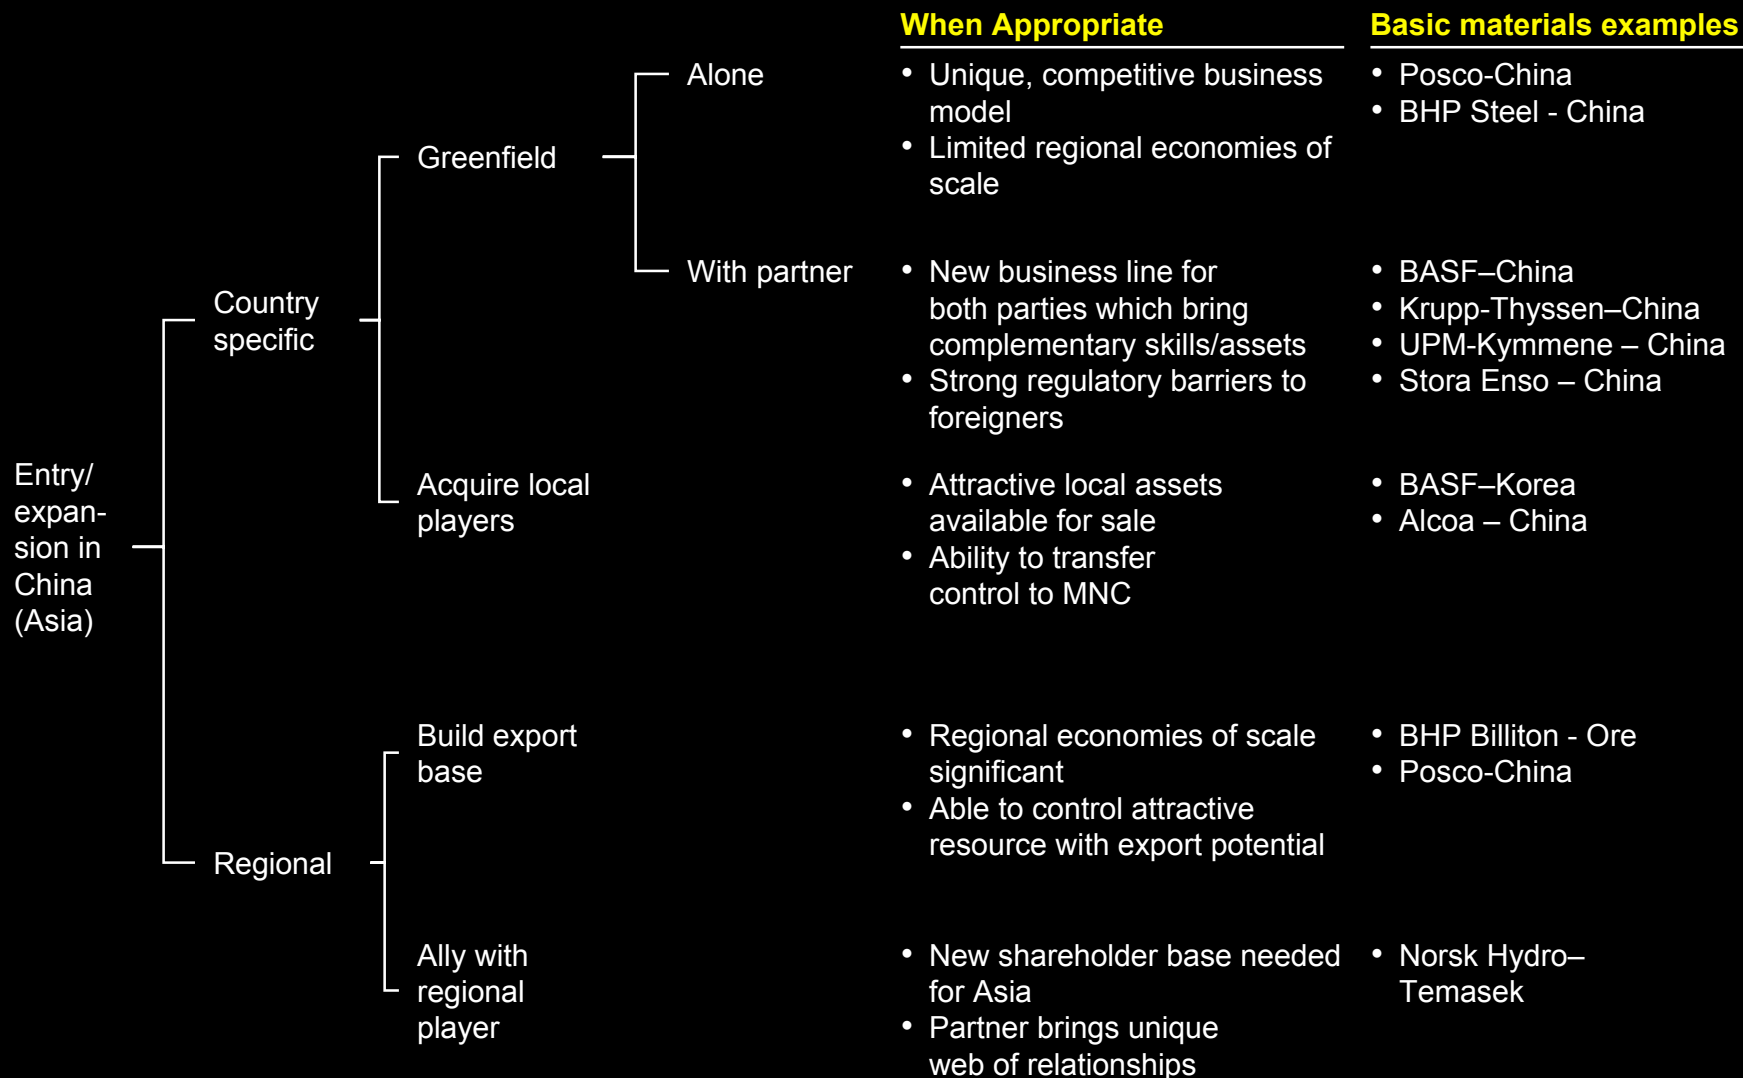 When Appropriate
Basic materials examples
Entry/
expan-
sion in
China
(Asia)
Country
specific
Greenfield
Alone
• Unique, competitive business
model
• Limited regional economies of
scale
• Posco-China
• BHP Steel - China
With partner
• New business line for
both parties which bring
complementary skills/assets
• Strong regulatory barriers to
foreigners
• BASF–China
• Krupp-Thyssen–China
• UPM-Kymmene – China
• Stora Enso – China
Acquire local
players
• Attractive local assets
available for sale
• Ability to transfer
control to MNC
• BASF–Korea
• Alcoa – China
Regional
Build export
base
• Regional economies of scale
significant
• Able to control attractive
resource with export potential
• BHP Billiton - Ore
• Posco-China
Ally with
regional
player
• New shareholder base needed
for Asia
• Partner brings unique
web of relationships
• Norsk Hydro–
Temasek